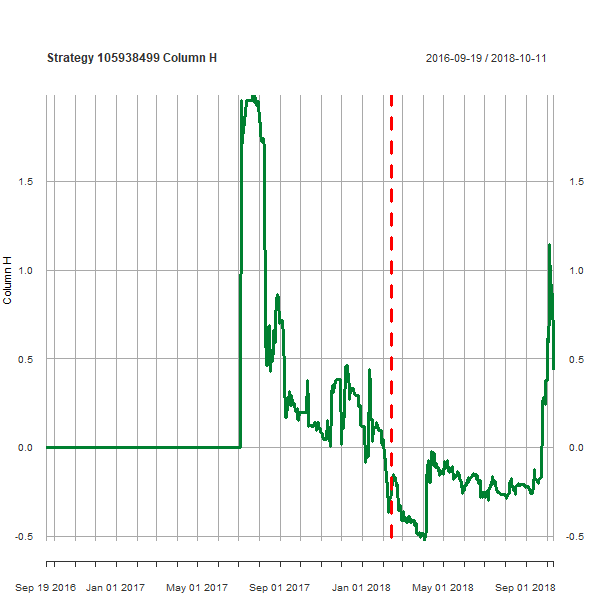 Strategy 105938499 Column H
2016-09-19 / 2018-10-11
1.5
1.5
1.0
1.0
Column H
0.5
0.5
0.0
0.0
-0.5
-0.5
Sep 19 2016
Jan 01 2017
May 01 2017
Sep 01 2017
Jan 01 2018
May 01 2018
Sep 01 2018